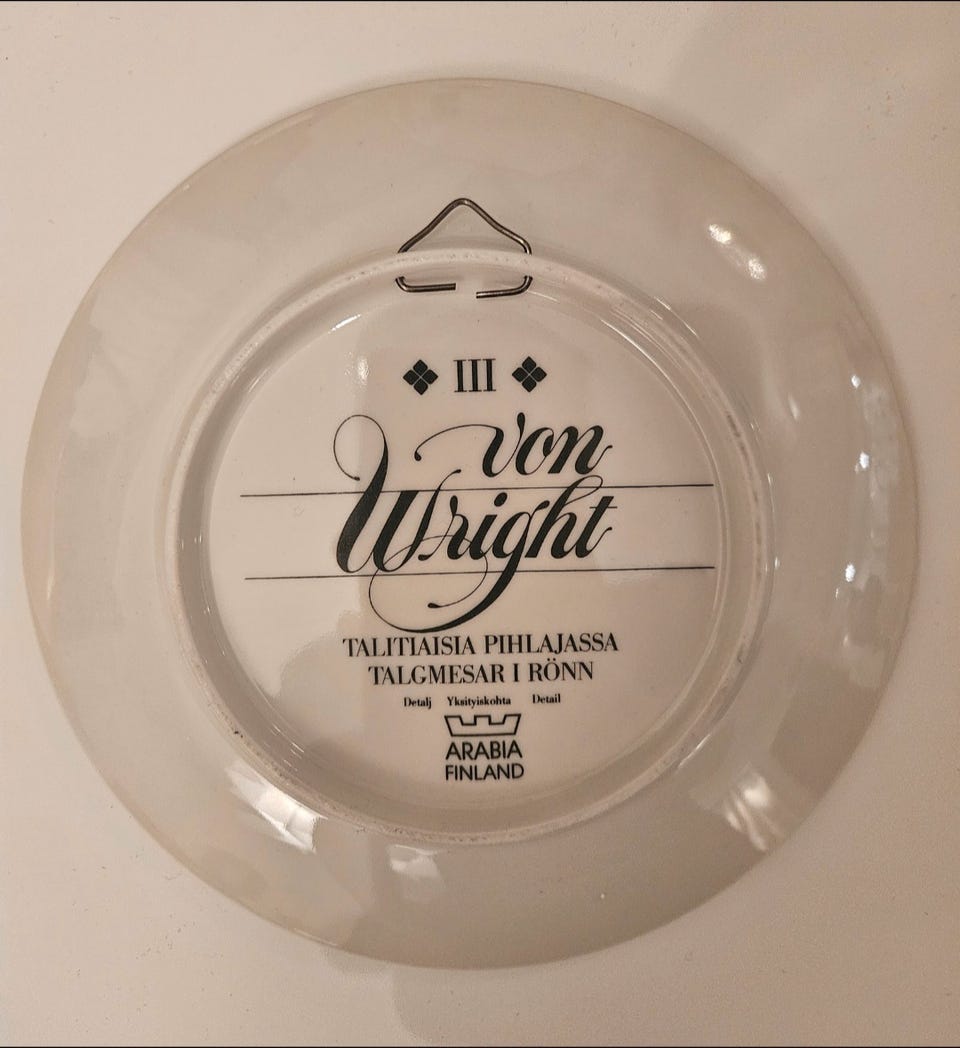 III
von
Wright
TALITIAISIA PIHLAJASSA
TALGMESAR I RÖNN
Detalj Yksityiskohta Detail
ARABIA
FINLAND